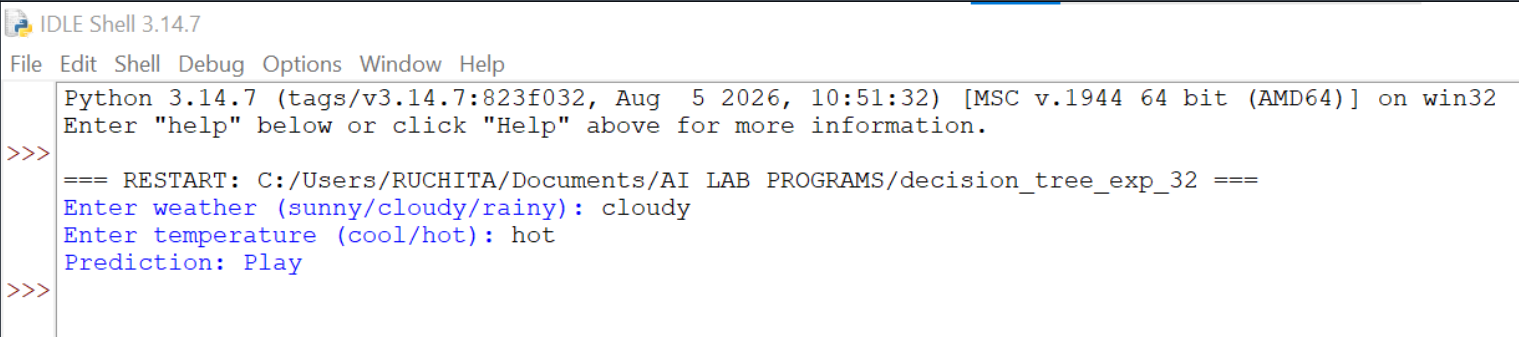 IDLE Shell 3.14.7
File Edit Shell Debug Options Window Help
Python 3.14.7 (tags/v3.14.7:823f032, Aug  5 2026, 10:51:32) [MSC v.1944 64 bit (AMD64)] on win32
Enter "help" below or click "Help" above for more information.
>>>
=== RESTART: C:/Users/RUCHITA/Documents/AI LAB PROGRAMS/decision_tree_exp_32 ===
Enter weather (sunny/cloudy/rainy): cloudy
Enter temperature (cool/hot): hot
Prediction: Play
>>>